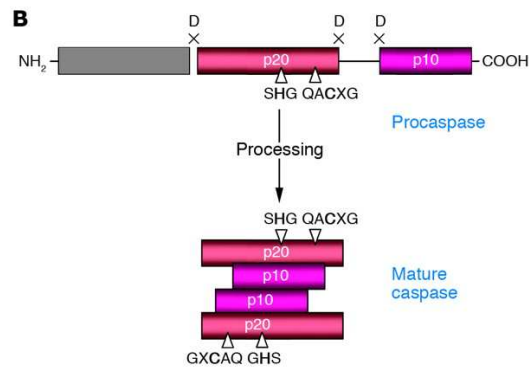 B
D D D
× × ×
NH2 p20 p10 COOH
SHG QACXG
Procaspase
Processing
SHG QACXG
p20
p10
Mature
caspase
p10
p20
GXCAQ GHS